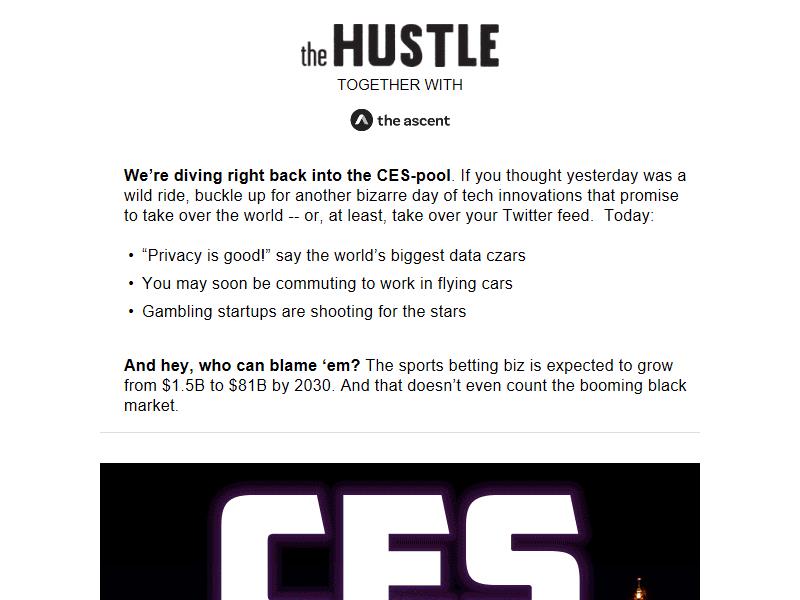 the HUSTLE
TOGETHER WITH
the ascent
We’re diving right back into the CES-pool. If you thought yesterday was a
wild ride, buckle up for another bizarre day of tech innovations that promise
to take over the world -- or, at least, take over your Twitter feed.  Today:
• “Privacy is good!” say the world’s biggest data czars
• You may soon be commuting to work in flying cars
• Gambling startups are shooting for the stars
And hey, who can blame ‘em? The sports betting biz is expected to grow
from $1.5B to $81B by 2030. And that doesn’t even count the booming black
market.
CES